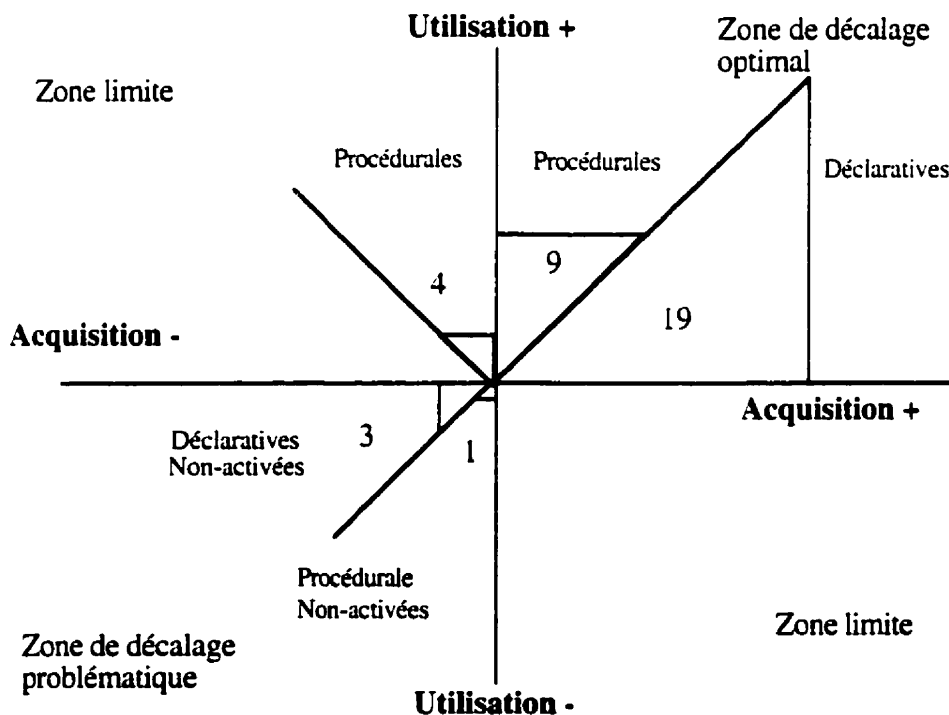 Utilisation +
Zone de décalage
optimal
Zone limite
Procédurales
Procédurales
Déclaratives
4
9
19
Acquisition -
Acquisition +
Déclaratives
Non-activées
3
1
Procédurale
Non-activées
Zone limite
Zone de décalage
problématique
Utilisation -